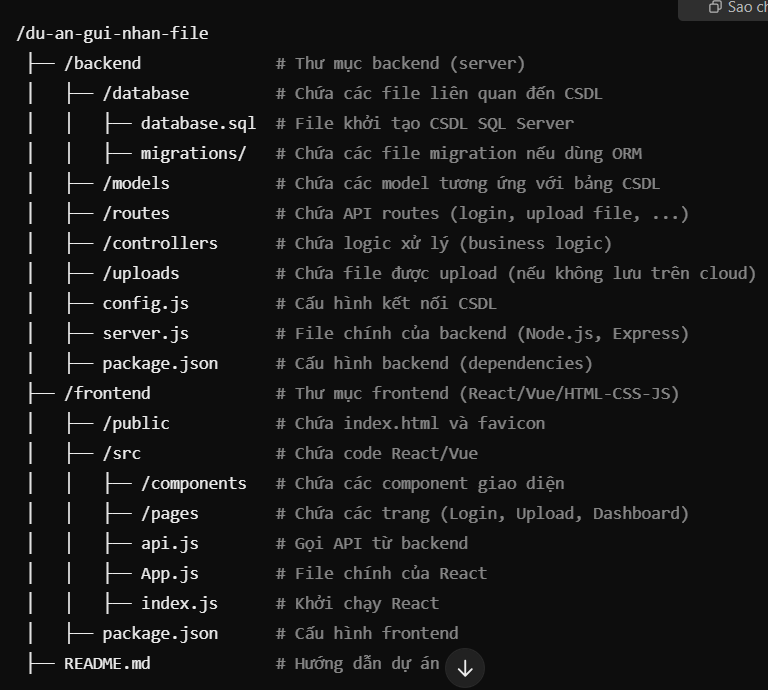 Sao ch
/du-an-gui-nhan-file
├── /backend # Thư mục backend (server)
│ ├── /database # Chứa các file liên quan đến CSDL
│ │ ├── database.sql # File khởi tạo CSDL SQL Server
│ │ ├── migrations/ # Chứa các file migration nếu dùng ORM
│ ├── /models # Chứa các model tương ứng với bảng CSDL
│ ├── /routes # Chứa API routes (login, upload file, ...)
│ ├── /controllers # Chứa logic xử lý (business logic)
│ ├── /uploads # Chứa file được upload (nếu không lưu trên cloud)
│ ├── config.js # Cấu hình kết nối CSDL
│ ├── server.js # File chính của backend (Node.js, Express)
│ ├── package.json # Cấu hình backend (dependencies)
├── /frontend # Thư mục frontend (React/Vue/HTML-CSS-JS)
│ ├── /public # Chứa index.html và favicon
│ ├── /src # Chứa code React/Vue
│ │ ├── /components # Chứa các component giao diện
│ │ ├── /pages # Chứa các trang (Login, Upload, Dashboard)
│ │ ├── api.js # Gọi API từ backend
│ │ ├── App.js # File chính của React
│ │ ├── index.js # Khởi chạy React
│ ├── package.json # Cấu hình frontend
├── README.md # Hướng dẫn dự án